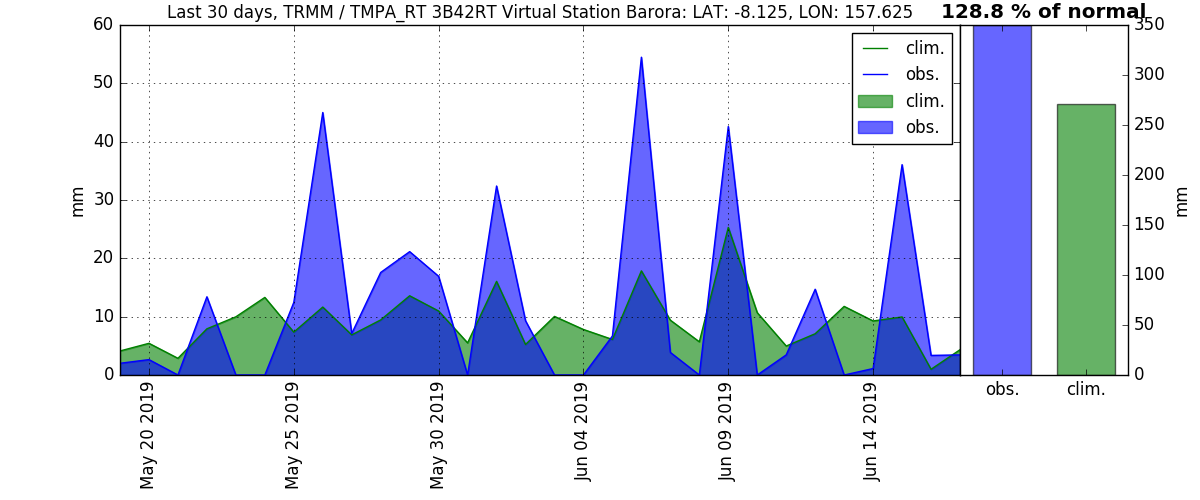 Last 30 days, TRMM / TMPA_RT 3B42RT Virtual Station Barora: LAT: -8.125, LON: 157.625
128.8 % of normal
60
50
40
30
20
10
0
mm
clim.
obs.
clim.
obs.
350
300
250
200
150
100
50
0
mm
May 20 2019
May 25 2019
May 30 2019
Jun 04 2019
Jun 09 2019
Jun 14 2019
obs.
clim.